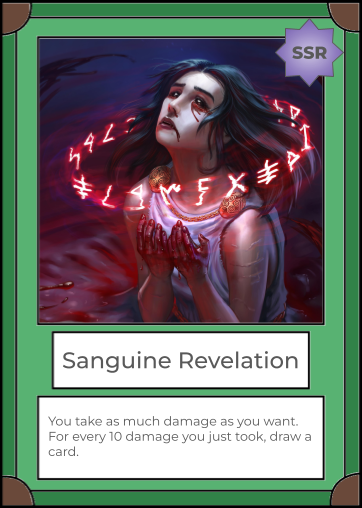 SSR
Sanguine Revelation
You take as much damage as you want.
For every 10 damage you just took, draw a
card.